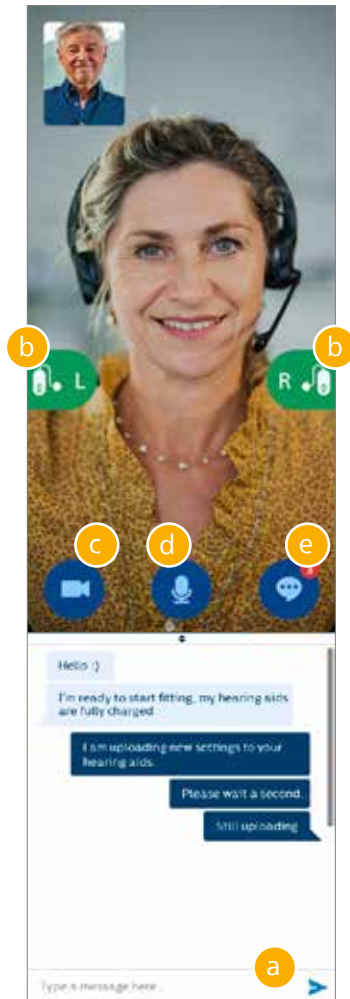 b
b
L
R
c
d
e
Hello :)
I'm ready to start fitting, my hearing aids
are fully charged
I am uploading new settings to your
hearing aids.
Please wait a second.
Still uploading
a
Type a message here...